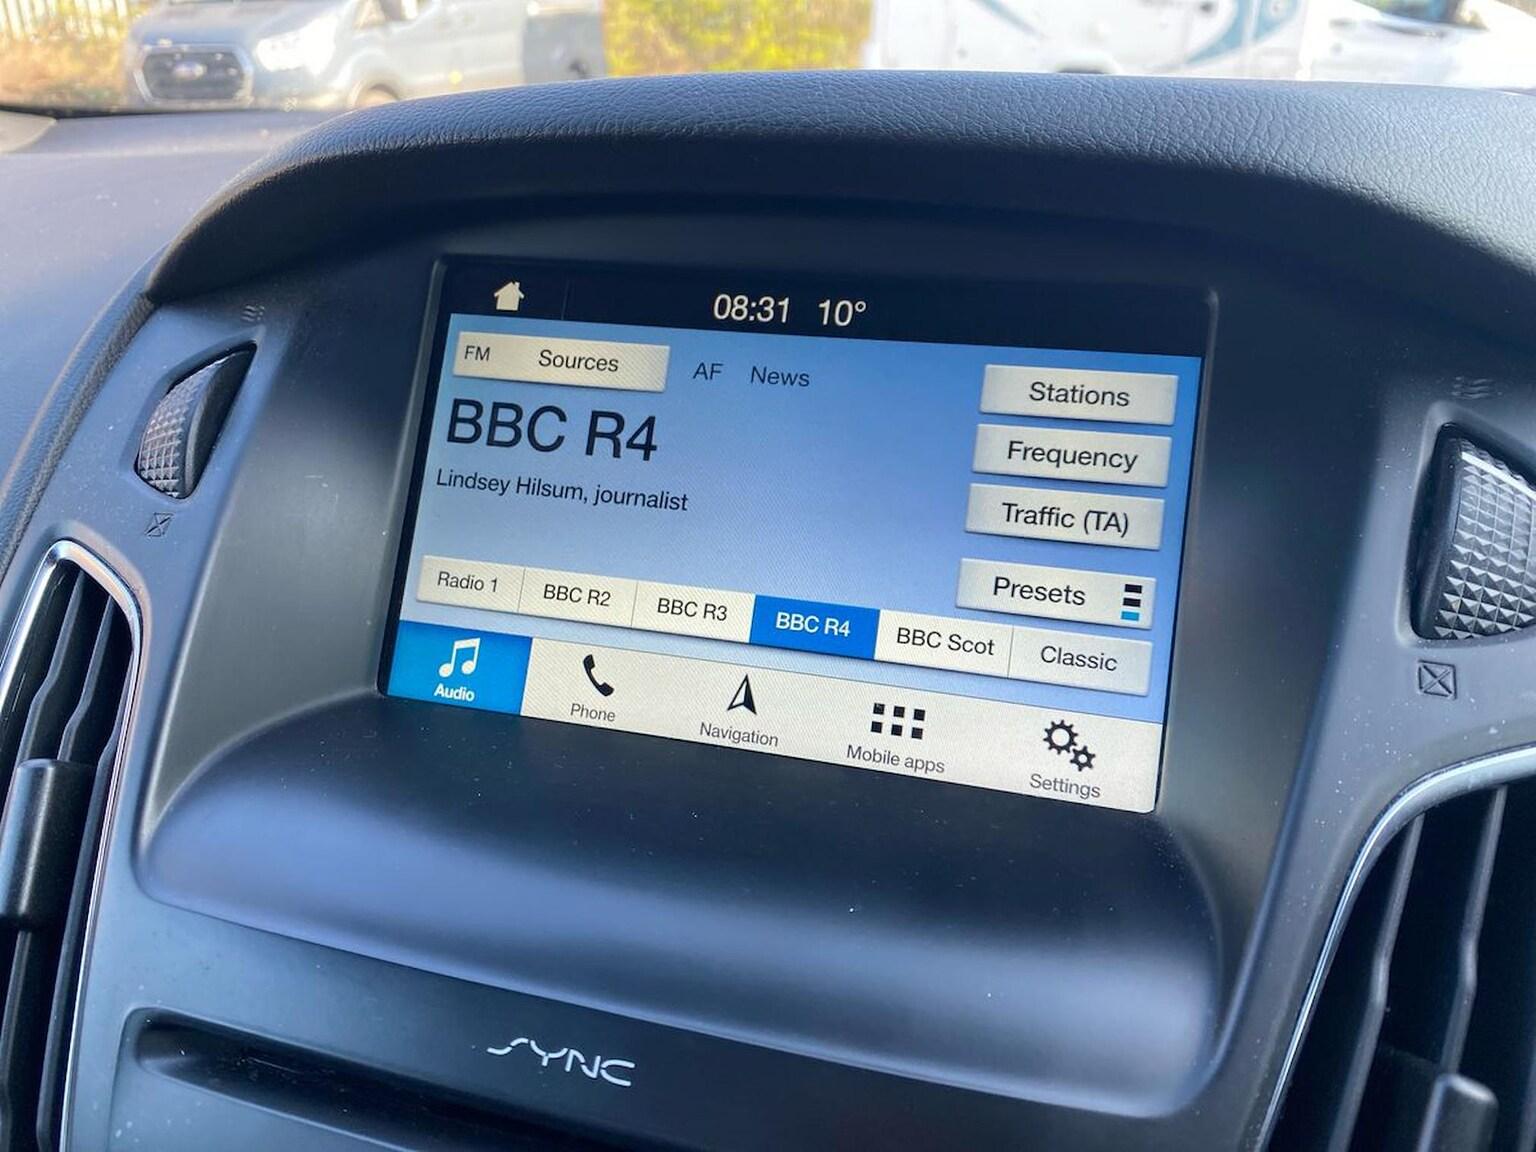 08:31 10°
FM Sources AF News
Stations
BBC R4
Frequency
Lindsey Hilsum, journalist
Traffic (TA)
Presets
Radio 1 BBC R2 BBC R3 BBC R4 BBC Scot Classic
Audio Phone Navigation Mobile apps Settings
SYNC